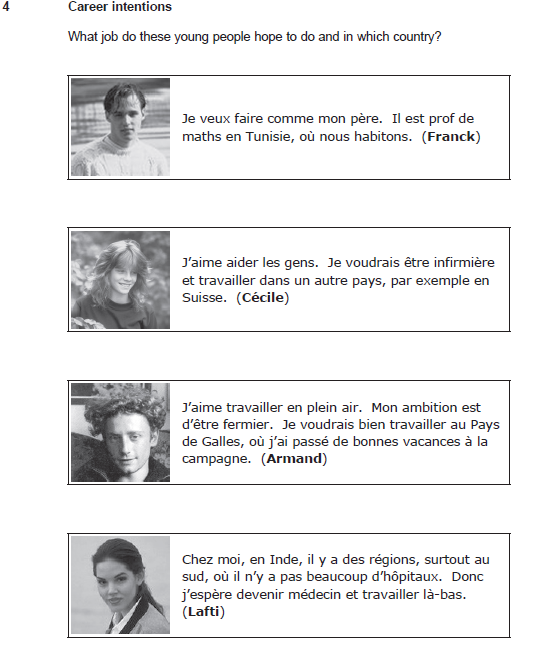 4 Career intentions
What job do these young people hope to do and in which country?
Je veux faire comme mon père. Il est prof de
maths en Tunisie, où nous habitons. (Franck)
J'aime aider les gens. Je voudrais être infirmière
et travailler dans un autre pays, par exemple en
Suisse. (Cécile)
J'aime travailler en plein air. Mon ambition est
d'être fermier. Je voudrais bien travailler au Pays
de Galles, où j'ai passé de bonnes vacances à la
campagne. (Armand)
Chez moi, en Inde, il y a des régions, surtout au
sud, où il n'y a pas beaucoup d'hôpitaux. Donc
j'espère devenir médecin et travailler là-bas.
(Lafti)